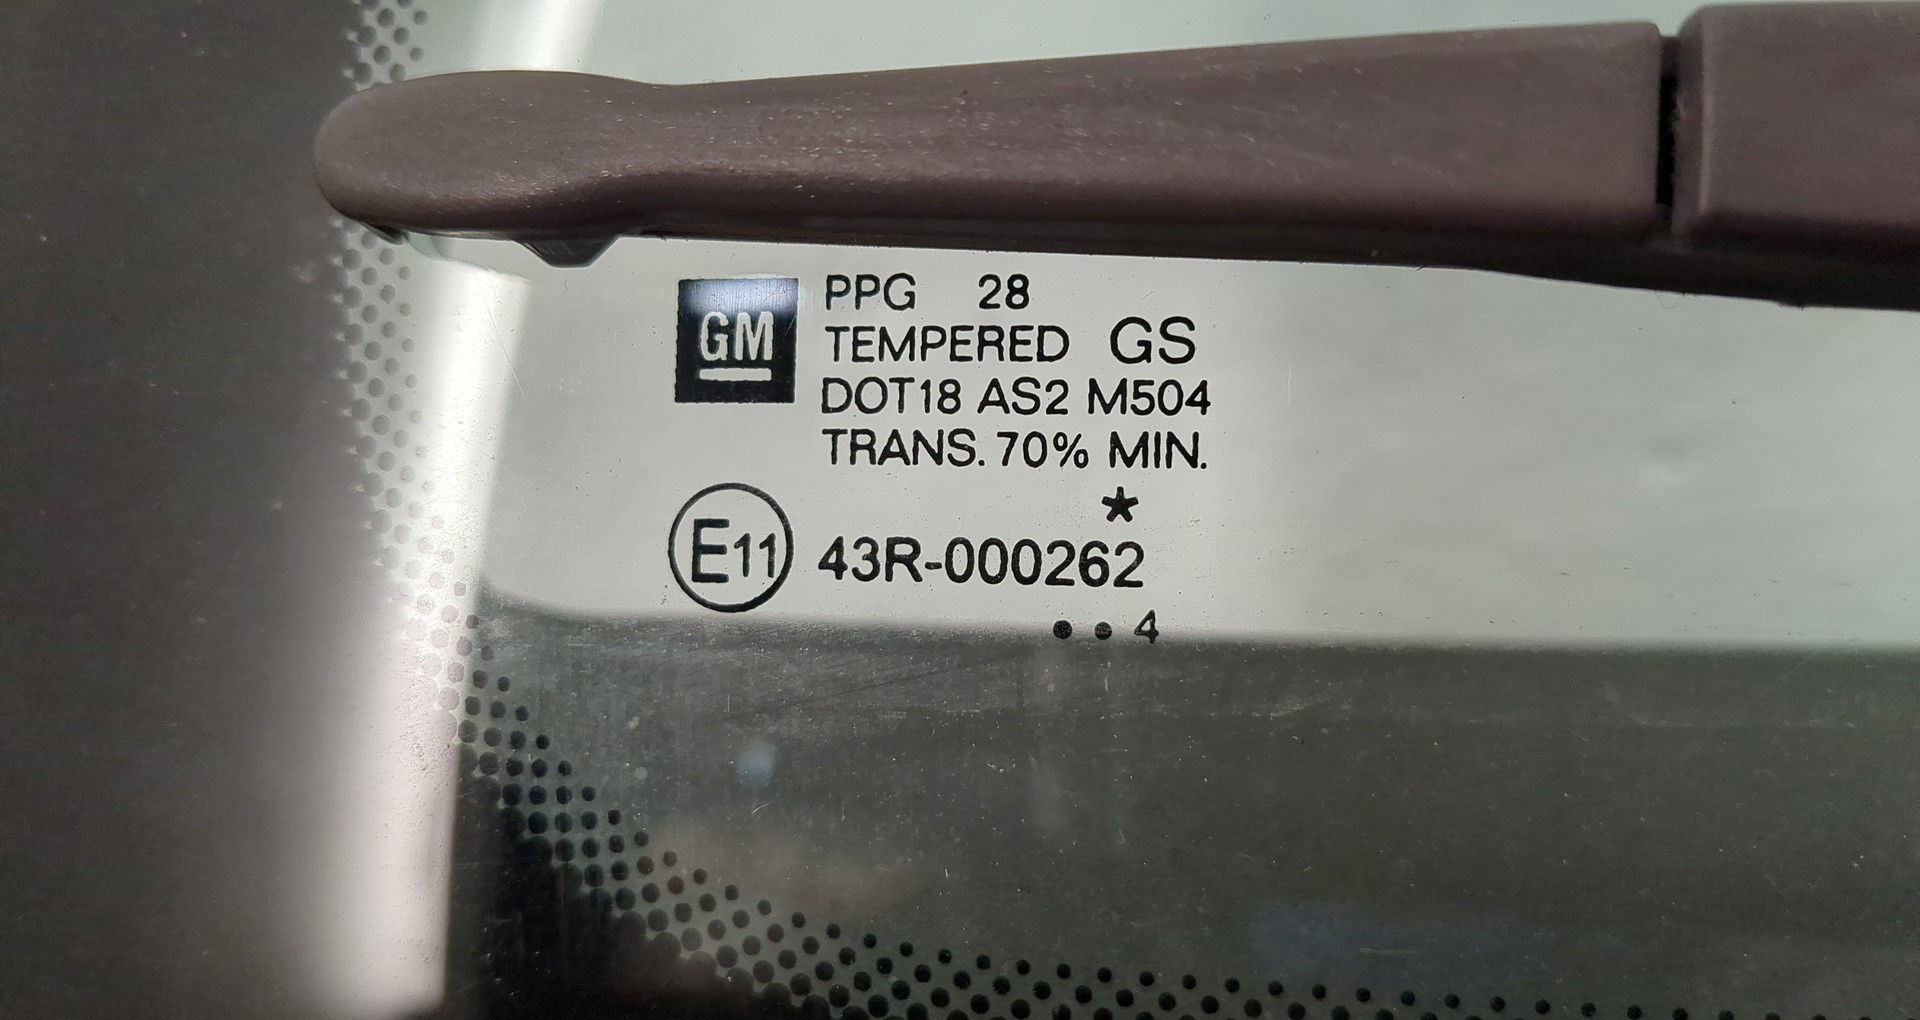 GM
PPG 28
TEMPERED GS
DOT18 AS2 M504
TRANS. 70% MIN.
*
E11 43R-000262
• • 4